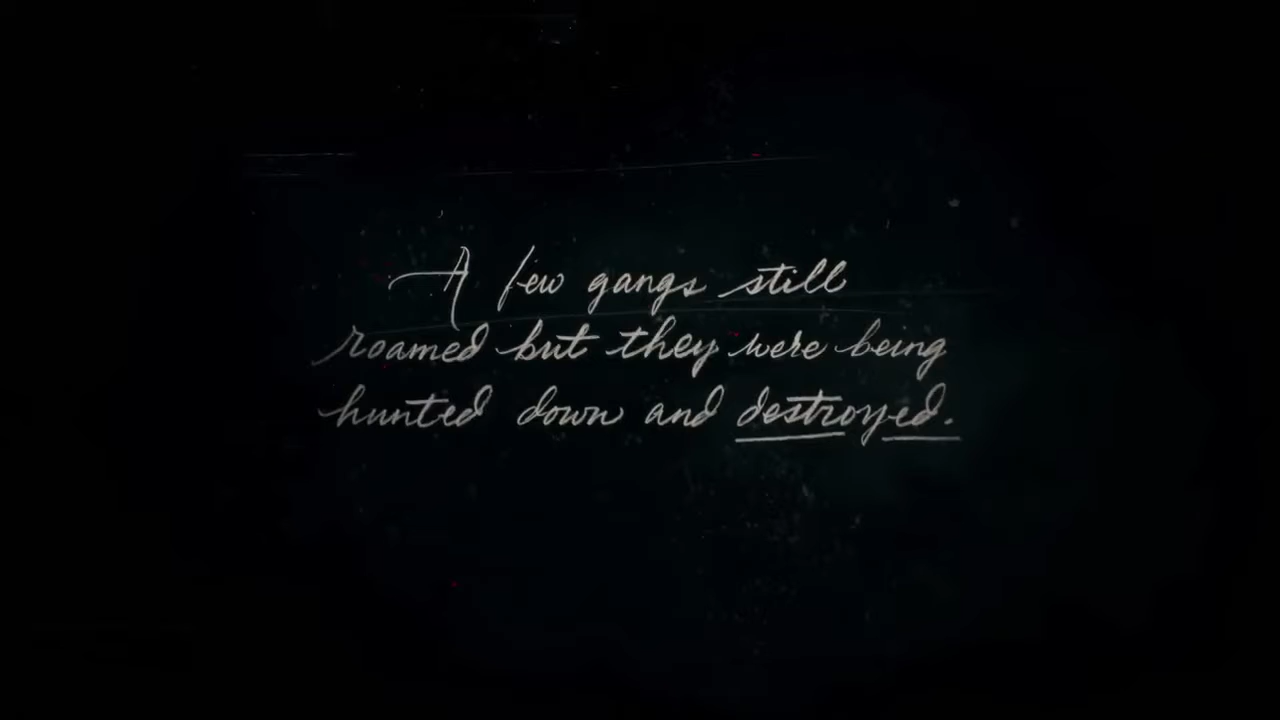 A few gangs still
roamed but they were being
hunted down and destroyed.